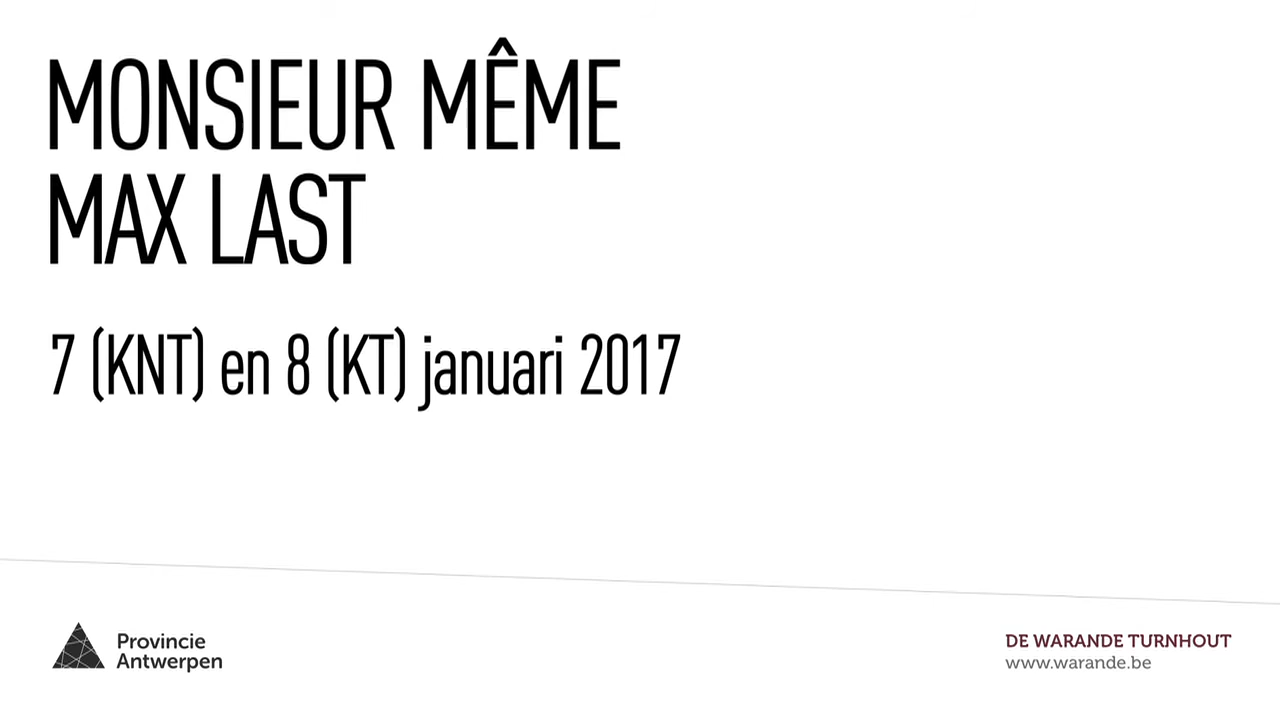 MONSIEUR MÊME
MAX LAST
7 (KNT) en 8 (KT) januari 2017
Provincie
Antwerpen
DE WARANDE TURNHOUT
www.warande.be